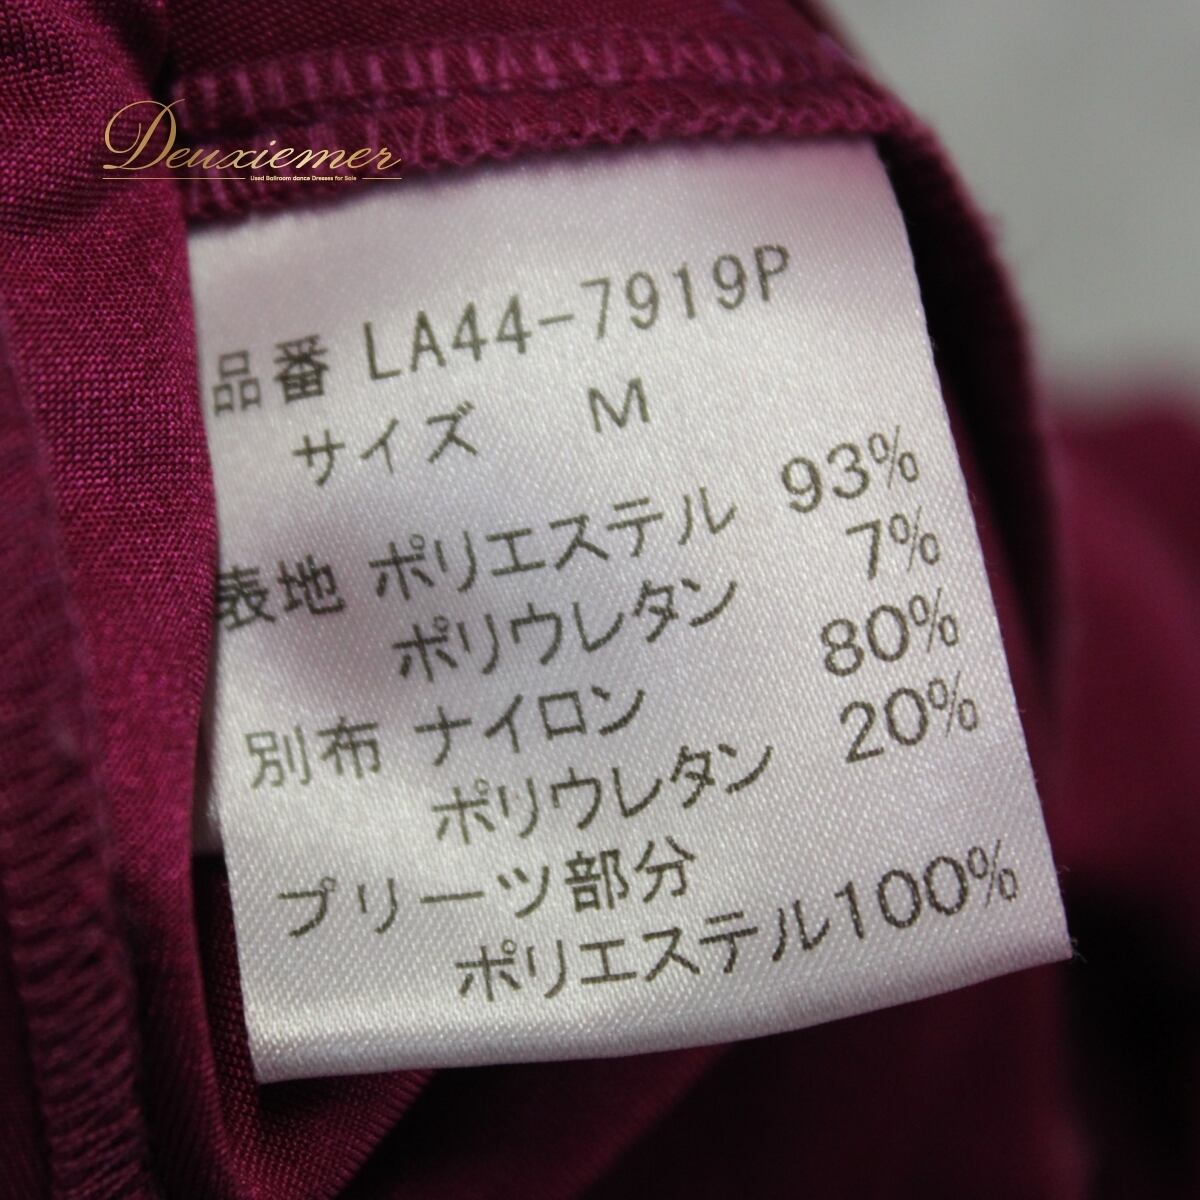 Deuxiemer
Used Ballroom dance Dresses for Sale
品番 LA44-7919P
サイズ M
表地 ポリエステル 93%
ポリウレタン 7%
別布 ナイロン 80%
ポリウレタン 20%
プリーツ部分
ポリエステル100%